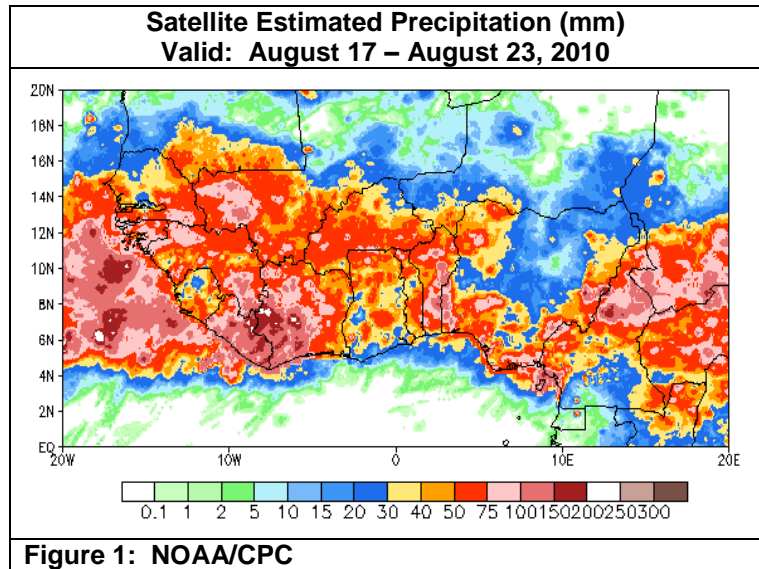 Satellite Estimated Precipitation (mm)
Valid: August 17 – August 23, 2010
20N
18N
16N
14N
12N
10N
8N
6N
4N
2N
EQ
20W 10W 0 10E 20E
0.1 1 2 5 10 15 20 30 40 50 75 100150200250300
Figure 1: NOAA/CPC